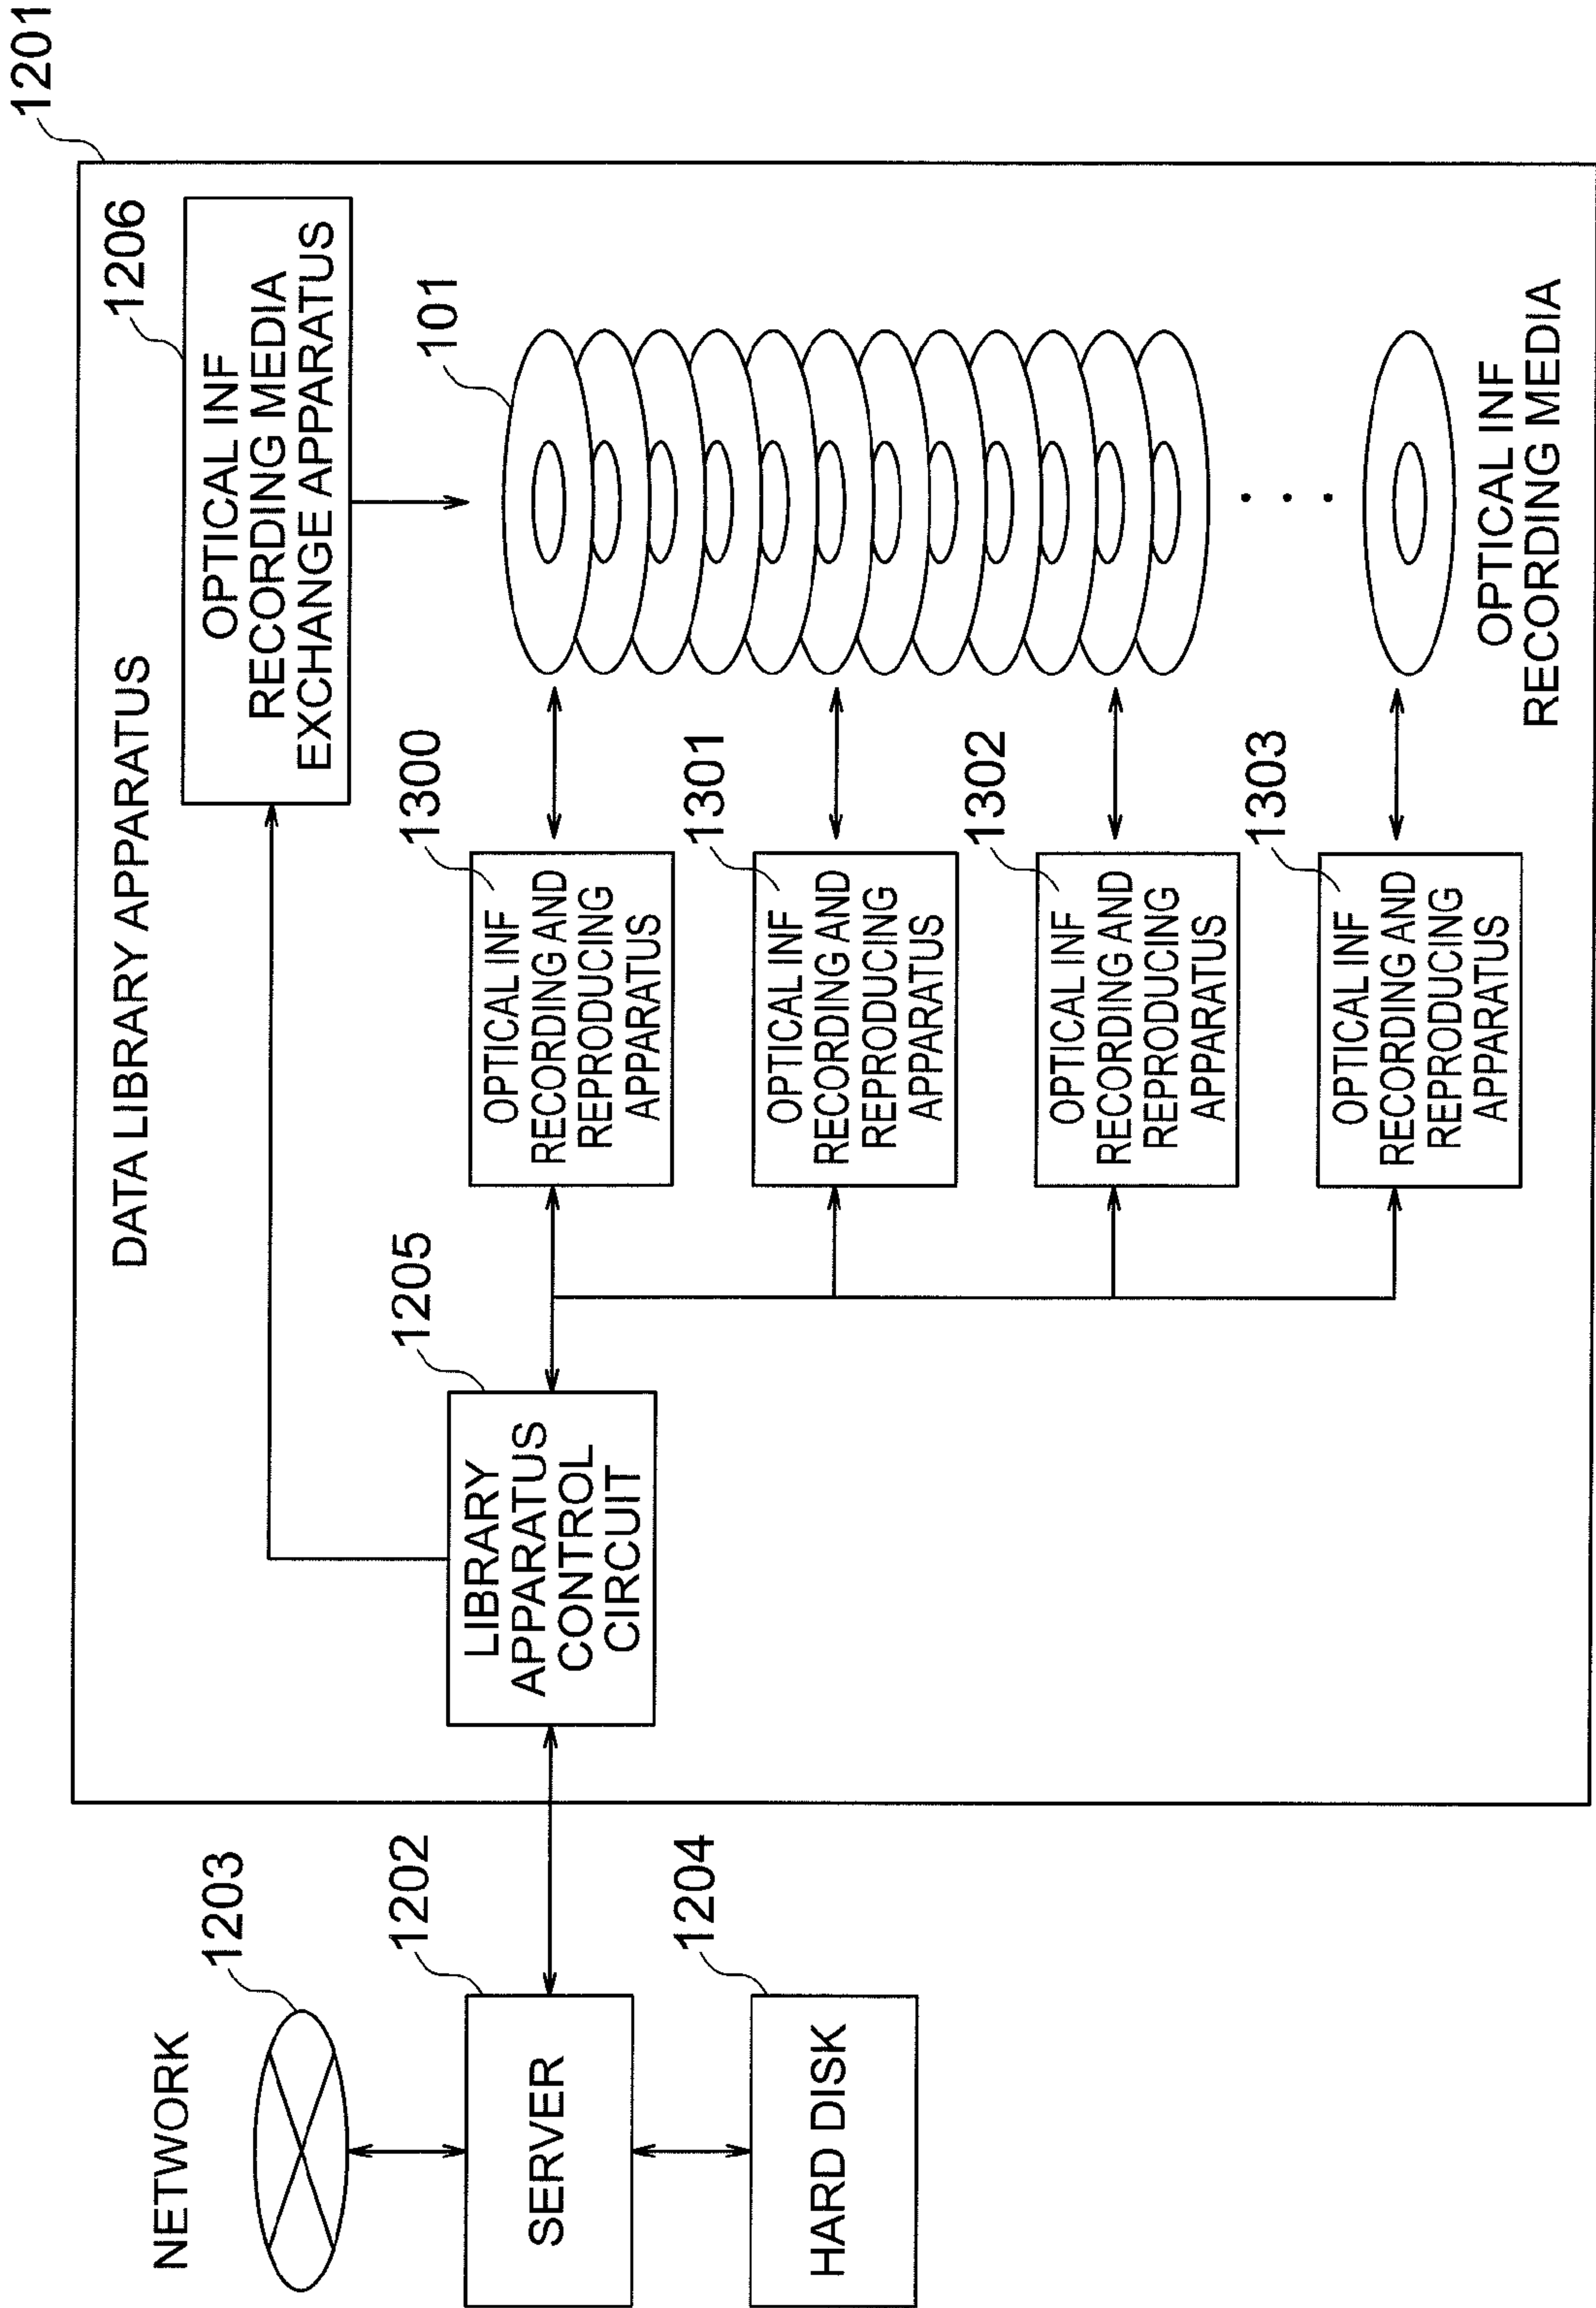 1201
DATA LIBRARY APPARATUS
1206
OPTICAL INF
RECORDING MEDIA
EXCHANGE APPARATUS
NETWORK
1203
1202
SERVER
1204
HARD DISK
1205
LIBRARY
APPARATUS
CONTROL
CIRCUIT
1300
OPTICAL INF
RECORDING AND
REPRODUCING
APPARATUS
1301
OPTICAL INF
RECORDING AND
REPRODUCING
APPARATUS
1302
OPTICAL INF
RECORDING AND
REPRODUCING
APPARATUS
1303
OPTICAL INF
RECORDING AND
REPRODUCING
APPARATUS
101
OPTICAL INF
RECORDING MEDIA